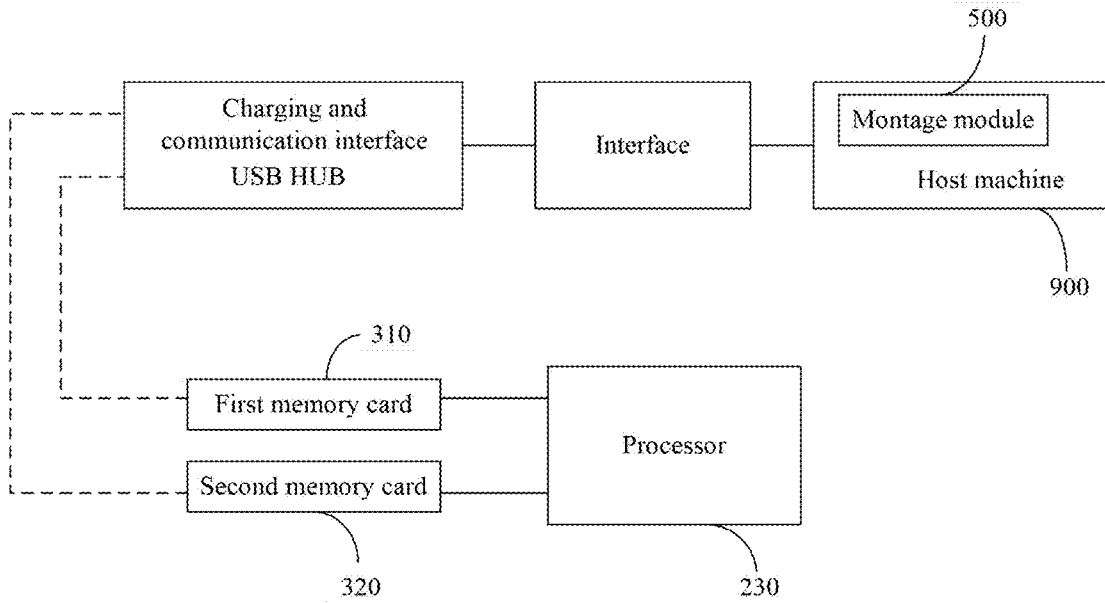 500
Charging and
communication interface
USB HUB
Interface
Montage module
Host machine
900
310
First memory card
Processor
Second memory card
320
230